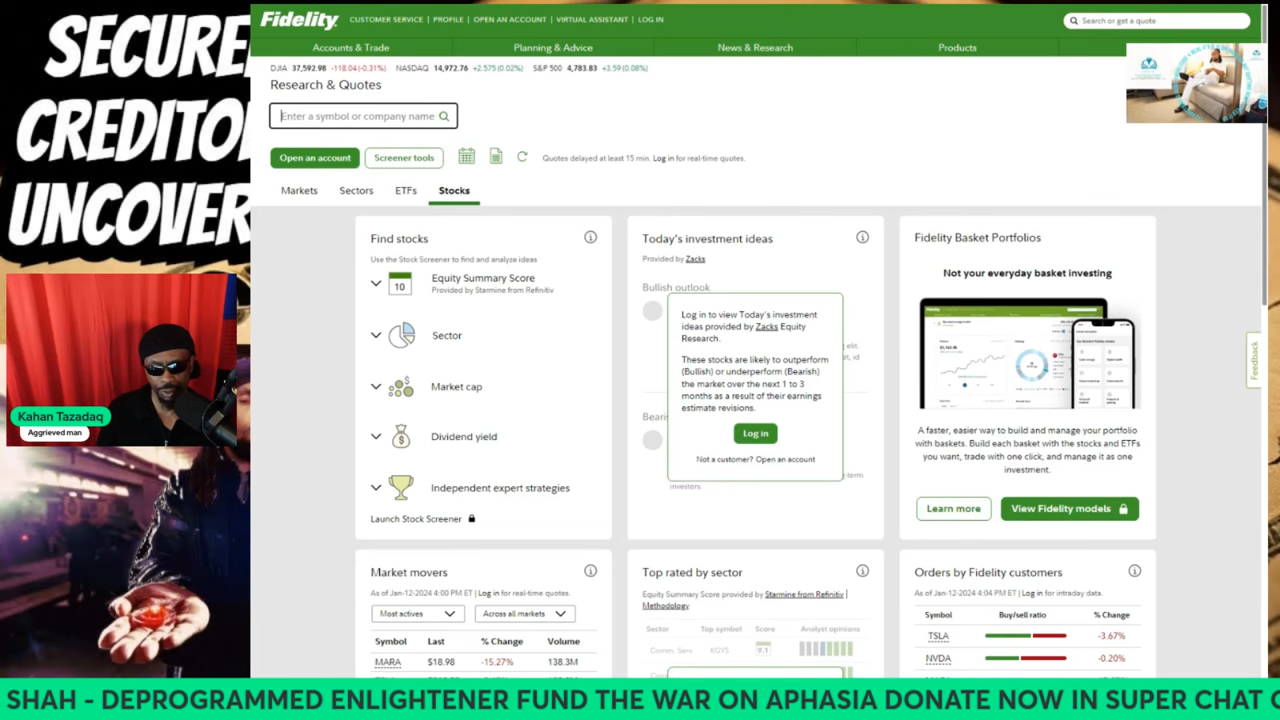 SECURE
CREDITO
UNCOVER
Kahan Tazadaq
Aggrieved man
Fidelity
CUSTOMER SERVICE | PROFILE | OPEN AN ACCOUNT | VIRTUAL ASSISTANT | LOG IN
Search or get a quote
Accounts & Trade
Planning & Advice
News & Research
Products
DJIA 37,592.98 -118.04 (-0.31%) NASDAQ 14,972.76 +2.575 (0.02%) S&P 500 4,783.83 +3.59 (0.08%)
Research & Quotes
Enter a symbol or company name
Open an account
Screener tools
Quotes delayed at least 15 min. Log in for real-time quotes.
Markets
Sectors
ETFs
Stocks
Find stocks
Use the Stock Screener to find and analyze ideas
10
Equity Summary Score
Provided by Starmine from Refinitiv
Sector
Market cap
Dividend yield
Independent expert strategies
Launch Stock Screener
Today's investment ideas
Provided by Zacks
Bullish outlook
Log in to view Today's investment
ideas provided by Zacks Equity
Research.
These stocks are likely to outperform
(Bullish) or underperform (Bearish)
the market over the next 1 to 3
months as a result of their earnings
estimate revisions.
Log in
Not a customer? Open an account
elit.
et, id
Bearis
-term
investors.
Fidelity Basket Portfolios
Not your everyday basket investing
A faster, easier way to build and manage your portfolio
with baskets. Build each basket with the stocks and ETFs
you want, trade with one click, and manage it as one
investment.
Learn more
View Fidelity models
Feedback
Market movers
As of Jan-12-2024 4:00 PM ET | Log in for real-time quotes.
Most actives
Across all markets
Symbol Last % Change Volume
MARA $18.98 -15.27% 138.3M
Top rated by sector
Equity Summary Score provided by Starmine from Refinitiv |
Methodology
Sector Top symbol Score Analyst opinions
Comm. Serv KGYS 9.1
Orders by Fidelity customers
As of Jan-12-2024 4:04 PM ET | Log in for intraday data.
Symbol Buy/sell ratio % Change
TSLA -3.67%
NVDA -0.20%
SHAH - DEPROGRAMMED ENLIGHTENER FUND THE WAR ON APHASIA DONATE NOW IN SUPER CHAT